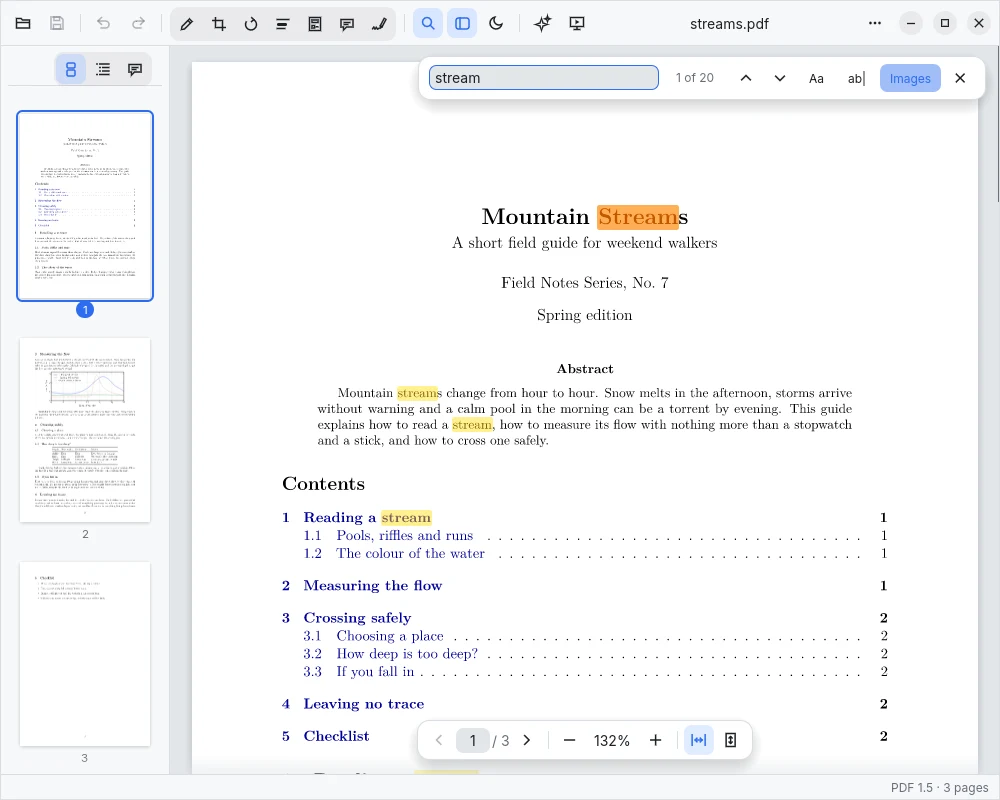 streams.pdf
stream
1 of 20
Aa
ab|
Images
1
2
3
Mountain Streams
A short field guide for weekend walkers
Field Notes Series, No. 7
Spring edition
Abstract
Mountain streams change from hour to hour. Snow melts in the afternoon, storms arrive
without warning and a calm pool in the morning can be a torrent by evening. This guide
explains how to read a stream, how to measure its flow with nothing more than a stopwatch
and a stick, and how to cross one safely.
Contents
1 Reading a stream 1
1.1 Pools, riffles and runs . . . . . . . . . . . . . . . . . . . . . . . . . . . . 1
1.2 The colour of the water . . . . . . . . . . . . . . . . . . . . . . . . . . . 1
2 Measuring the flow 1
3 Crossing safely 2
3.1 Choosing a place . . . . . . . . . . . . . . . . . . . . . . . . . . . . . . 2
3.2 How deep is too deep? . . . . . . . . . . . . . . . . . . . . . . . . . . . . 2
3.3 If you fall in . . . . . . . . . . . . . . . . . . . . . . . . . . . . . . . . 2
4 Leaving no trace 2
5 Checklist 2
1 / 3
132%
PDF 1.5 · 3 pages